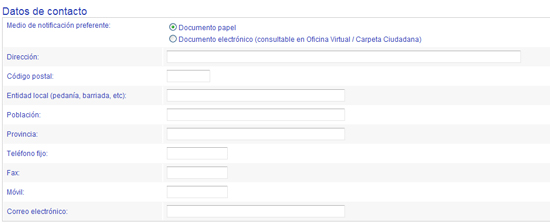 Datos de contacto
Medio de notificación preferente:
Documento papel
Documento electrónico (consultable en Oficina Virtual / Carpeta Ciudadana)
Dirección:
Código postal:
Entidad local (pedanía, barriada, etc):
Población:
Provincia:
Teléfono fijo:
Fax:
Móvil:
Correo electrónico: